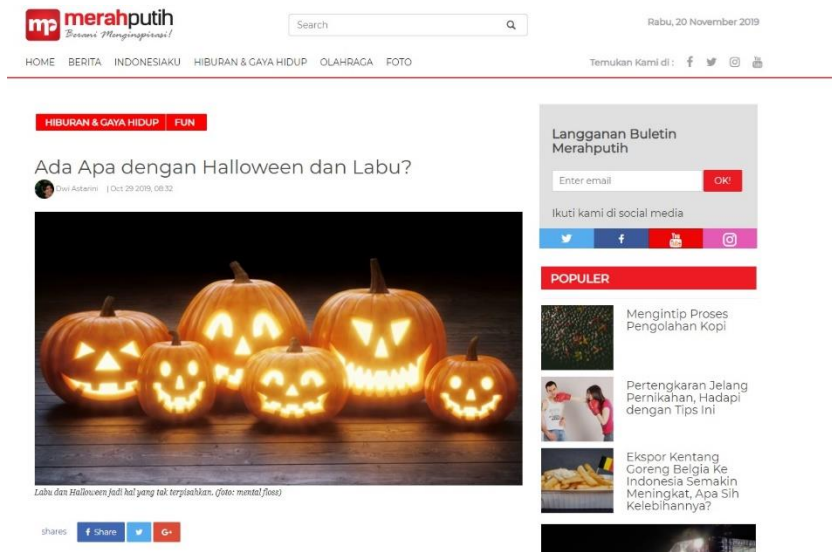 mp merahputih
Berani Menginspirasi!
Search
Rabu, 20 November 2019
HOME BERITA INDONESIAKU HIBURAN & GAYA HIDUP OLAHRAGA FOTO
Temukan Kami di :
HIBURAN & GAYA HIDUP FUN
Ada Apa dengan Halloween dan Labu?
Dwi Astarini | Oct 29 2019, 08:32
Labu dan Halloween jadi hal yang tak terpisahkan. (foto: mental floss)
shares f Share G+
Langganan Buletin
Merahputih
Enter email OK!
Ikuti kami di social media
POPULER
Mengintip Proses
Pengolahan Kopi
Pertengkaran Jelang
Pernikahan, Hadapi
dengan Tips Ini
Ekspor Kentang
Goreng Belgia Ke
Indonesia Semakin
Meningkat, Apa Sih
Kelebihannya?